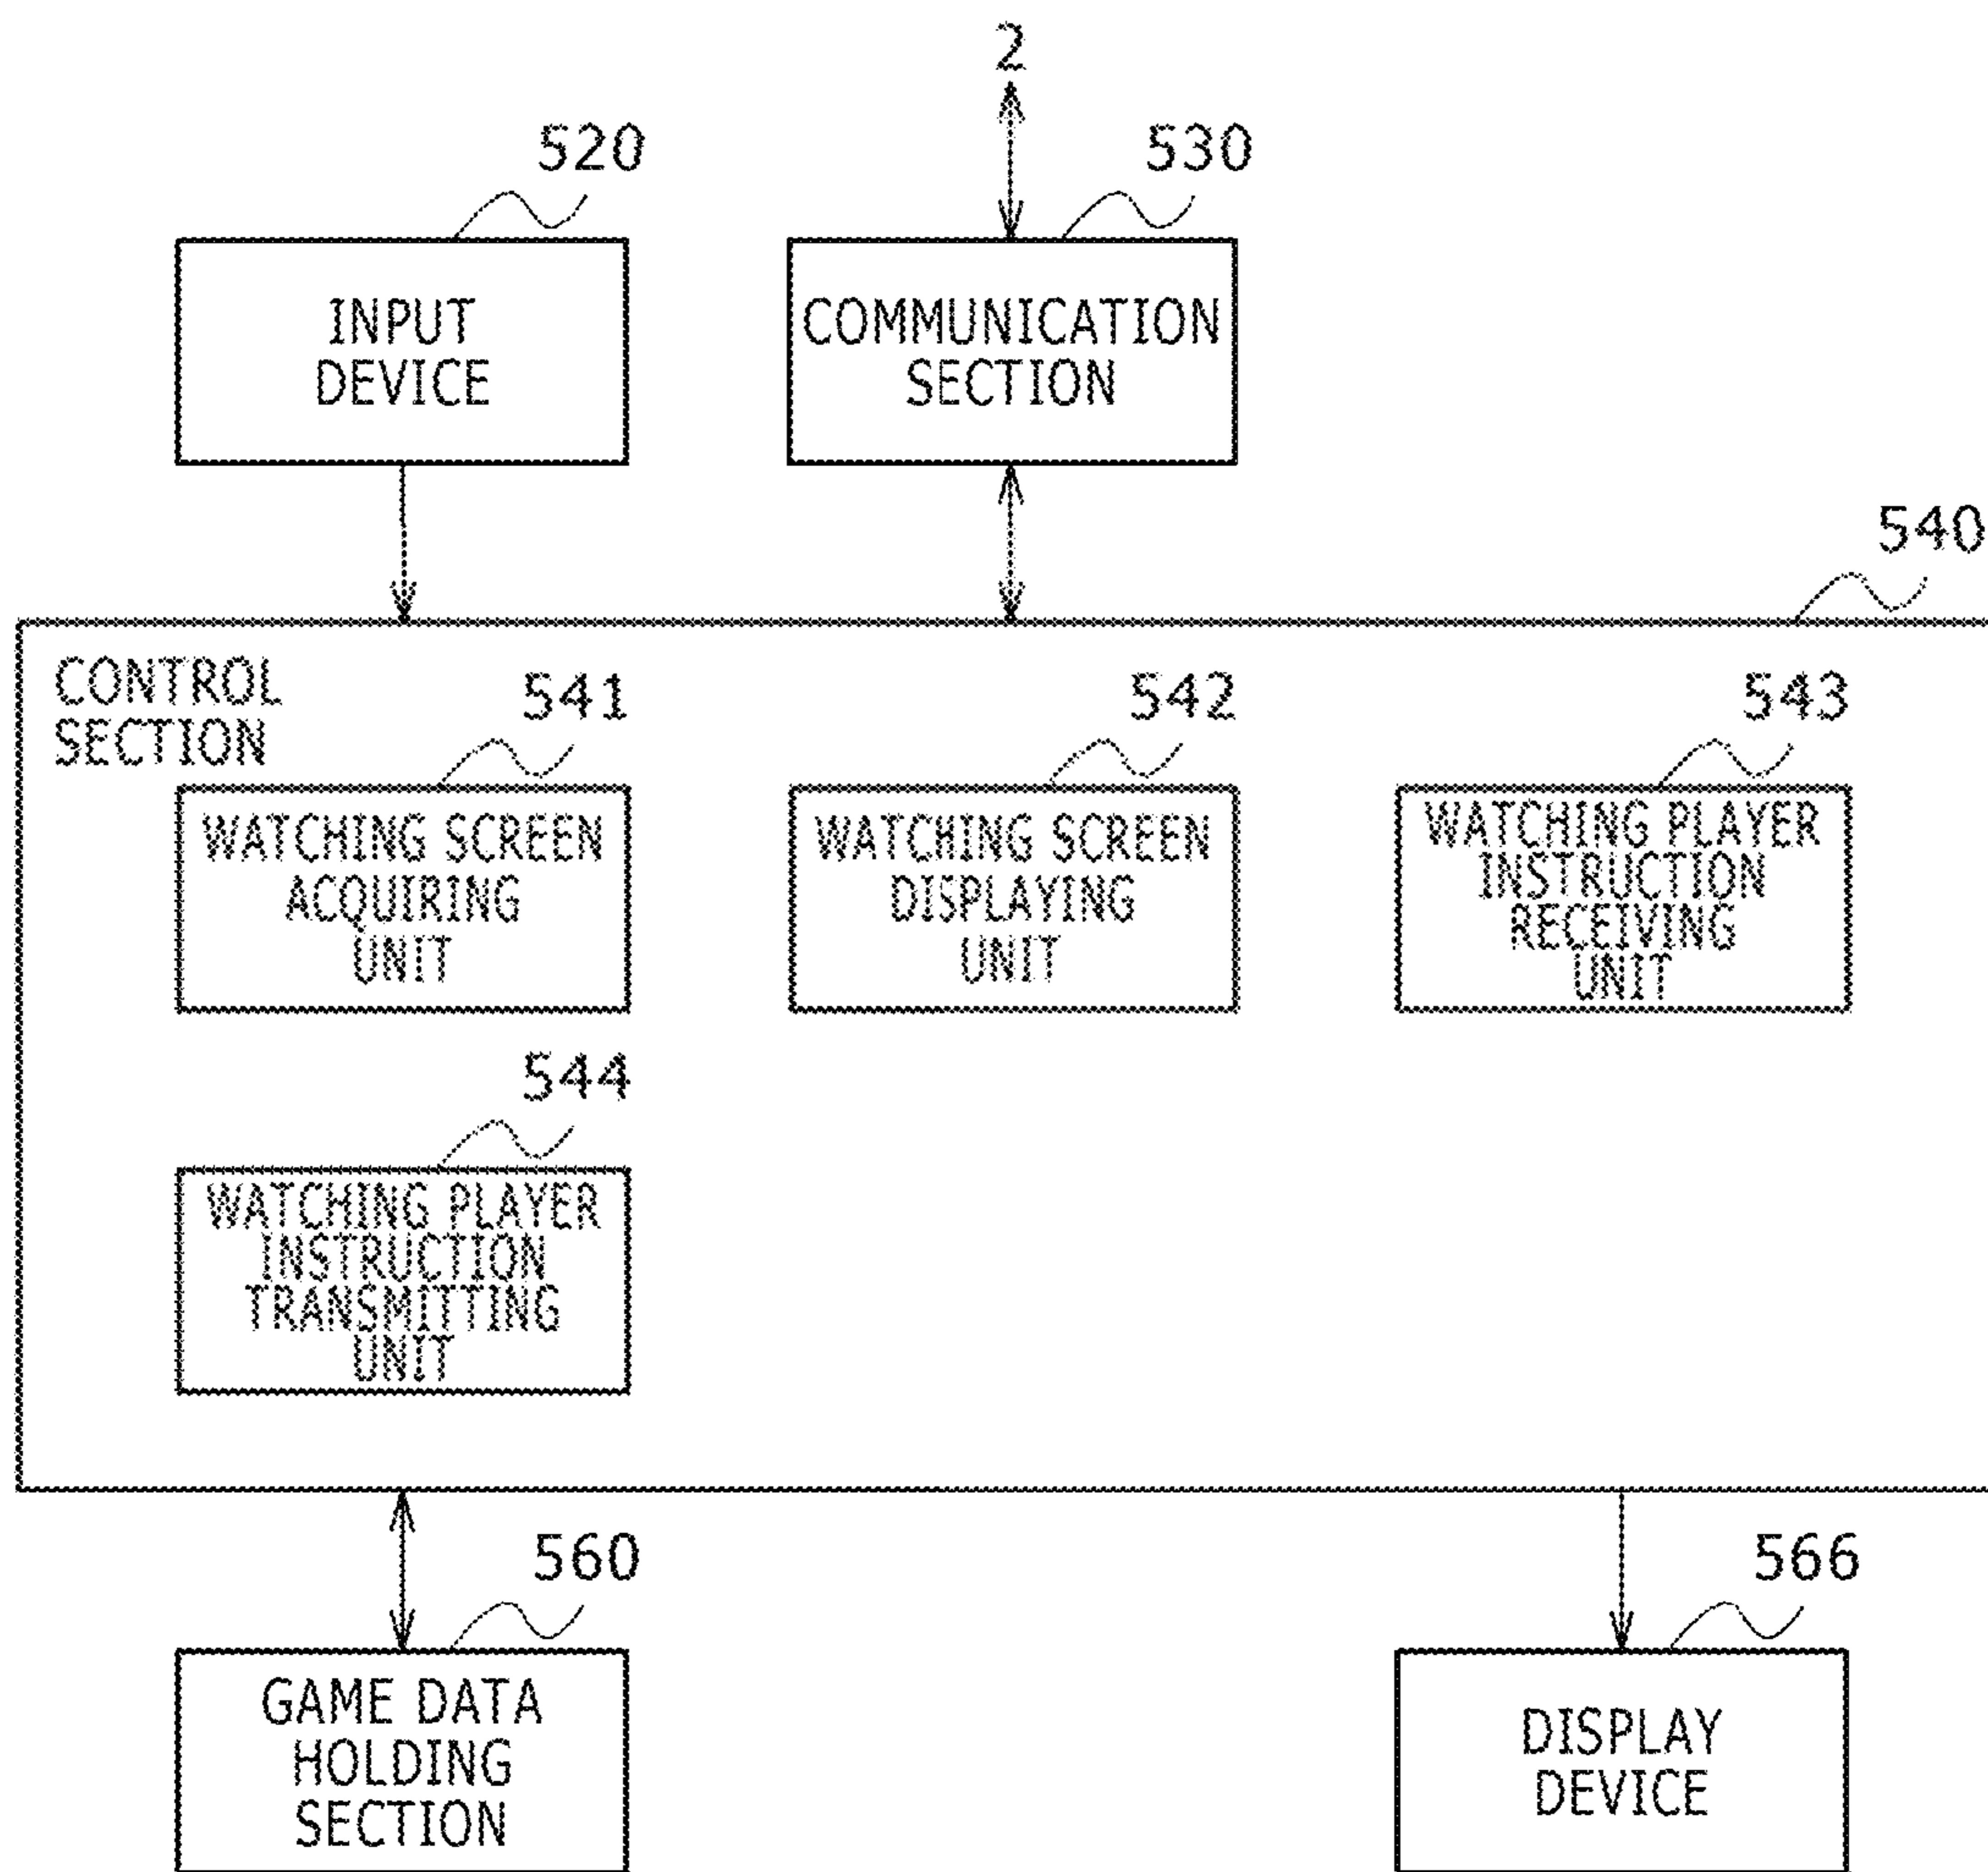 2
520
530
INPUT
DEVICE
COMMUNICATION
SECTION
540
CONTROL
SECTION
541
542
543
WATCHING SCREEN
ACQUIRING
UNIT
WATCHING SCREEN
DISPLAYING
UNIT
WATCHING PLAYER
INSTRUCTION
RECEIVING
UNIT
544
WATCHING PLAYER
INSTRUCTION
TRANSMITTING
UNIT
560
566
GAME DATA
HOLDING
SECTION
DISPLAY
DEVICE